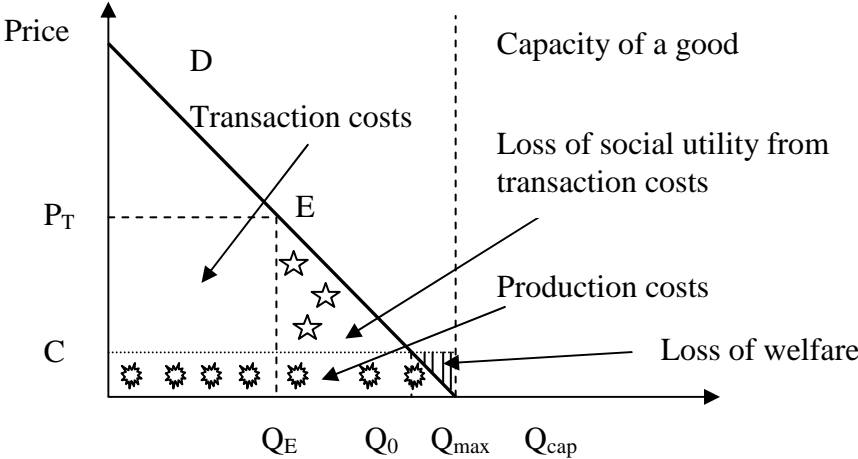 Price
Capacity of a good
D
Transaction costs
Loss of social utility from
transaction costs
P_T
E
Production costs
C
Loss of welfare
Q_E Q_0 Q_max Q_cap